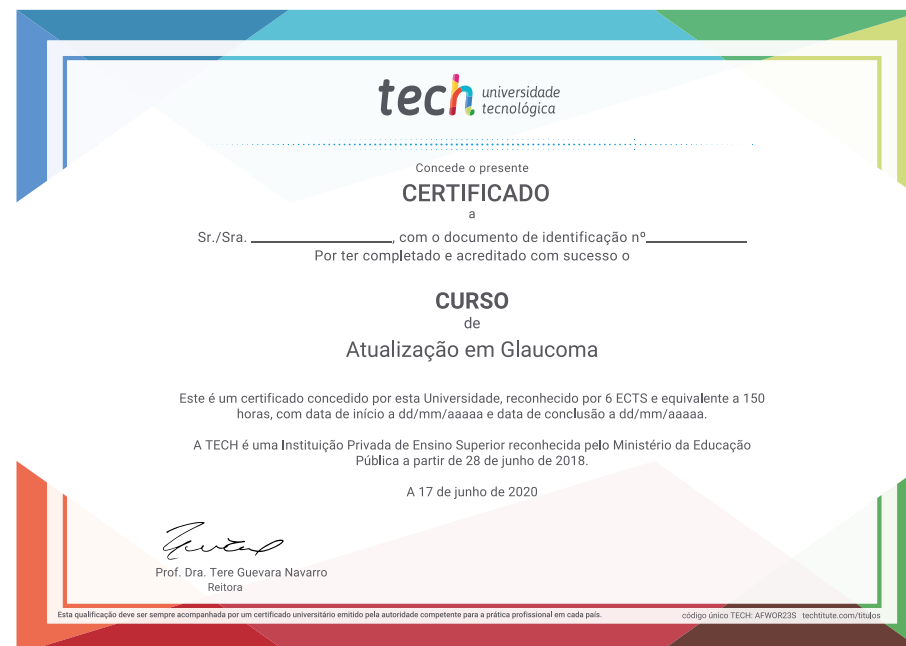 tech universidade
tecnológica
Concede o presente
CERTIFICADO
a
Sr./Sra. ____________________, com o documento de identificação nº______________
Por ter completado e acreditado com sucesso o
CURSO
de
Atualização em Glaucoma
Este é um certificado concedido por esta Universidade, reconhecido por 6 ECTS e equivalente a 150
horas, com data de início a dd/mm/aaaaa e data de conclusão a dd/mm/aaaaa.
A TECH é uma Instituição Privada de Ensino Superior reconhecida pelo Ministério da Educação
Pública a partir de 28 de junho de 2018.
A 17 de junho de 2020
Prof. Dra. Tere Guevara Navarro
Reitora
Esta qualificação deve ser sempre acompanhada por um certificado universitário emitido pela autoridade competente para a prática profissional em cada país. código único TECH: AFWOR23S techtitute.com/titulos